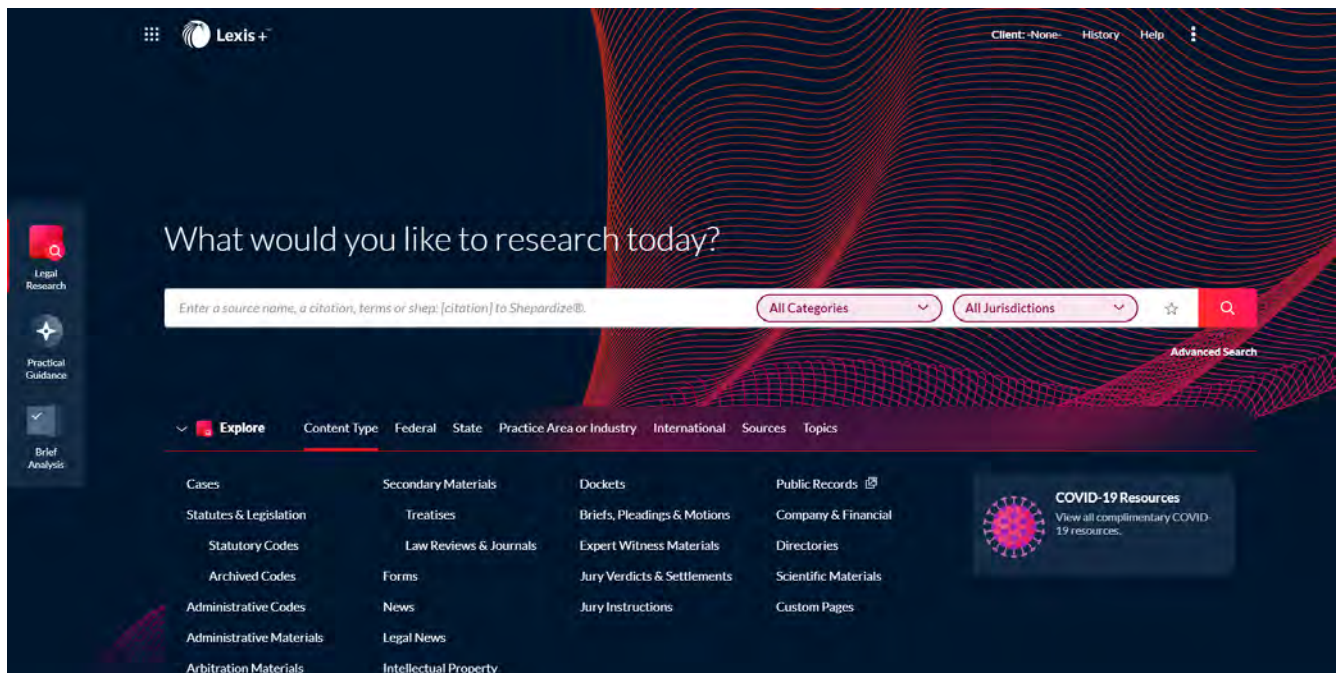 Lexis+™
Client: -None- History Help
Legal
Research
Practical
Guidance
Brief
Analysis
What would you like to research today?
Enter a source name, a citation, terms or shep: [citation] to Shepardize®.
All Categories
All Jurisdictions
Advanced Search
Explore Content Type Federal State Practice Area or Industry International Sources Topics
Cases
Statutes & Legislation
Statutory Codes
Archived Codes
Administrative Codes
Administrative Materials
Arbitration Materials
Secondary Materials
Treatises
Law Reviews & Journals
Forms
News
Legal News
Intellectual Property
Dockets
Briefs, Pleadings & Motions
Expert Witness Materials
Jury Verdicts & Settlements
Jury Instructions
Public Records
Company & Financial
Directories
Scientific Materials
Custom Pages
COVID-19 Resources
View all complimentary COVID-
19 resources.